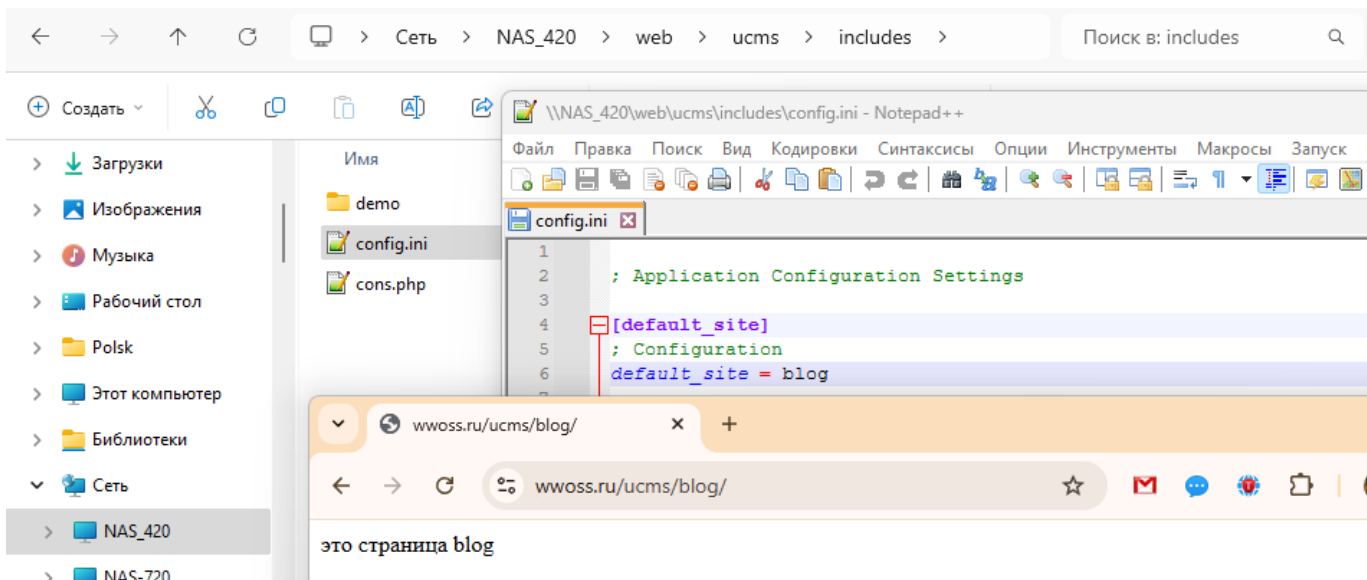 Сеть > NAS_420 > web > ucms > includes >
Поиск в: includes
Создать
Загрузки
Изображения
Музыка
Рабочий стол
Polsk
Этот компьютер
Библиотеки
Сеть
NAS_420
NAS-720
Имя
demo
config.ini
cons.php
\\NAS_420\web\ucms\includes\config.ini - Notepad++
Файл Правка Поиск Вид Кодировки Синтаксисы Опции Инструменты Макросы Запуск
config.ini
1
2 ; Application Configuration Settings
3
4 [default_site]
5 ; Configuration
6 default_site = blog
wwoss.ru/ucms/blog/
wwoss.ru/ucms/blog/
это страница blog